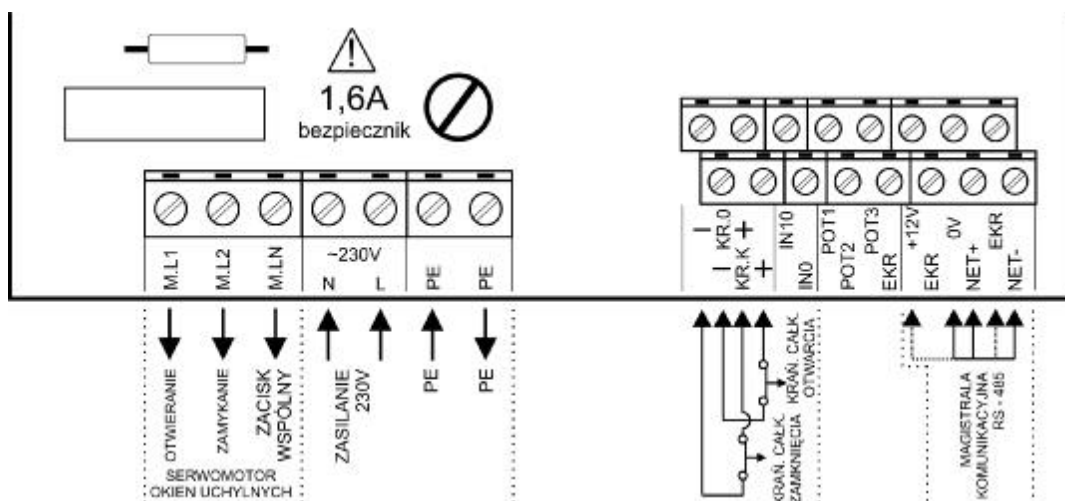 1,6A
bezpiecznik
M.L1
M.L2
M.LN
~230V
N
L
PE
PE
– KR.0 +
– KR.K +
IN10
IN0
POT1
POT2
POT3
EKR
+12V
EKR
0V
NET+
EKR
NET-
OTWIERANIE
ZAMYKANIE
ZACISK
WSPÓLNY
ZASILANIE
230V
PE
PE
SERWOMOTOR
OKIEN UCHYLNYCH
KRAŃ. CAŁK.
ZAMKNIĘCIA
KRAŃ. CAŁK.
OTWARCIA
MAGISTRALA
KOMUNIKACYJNA
RS - 485